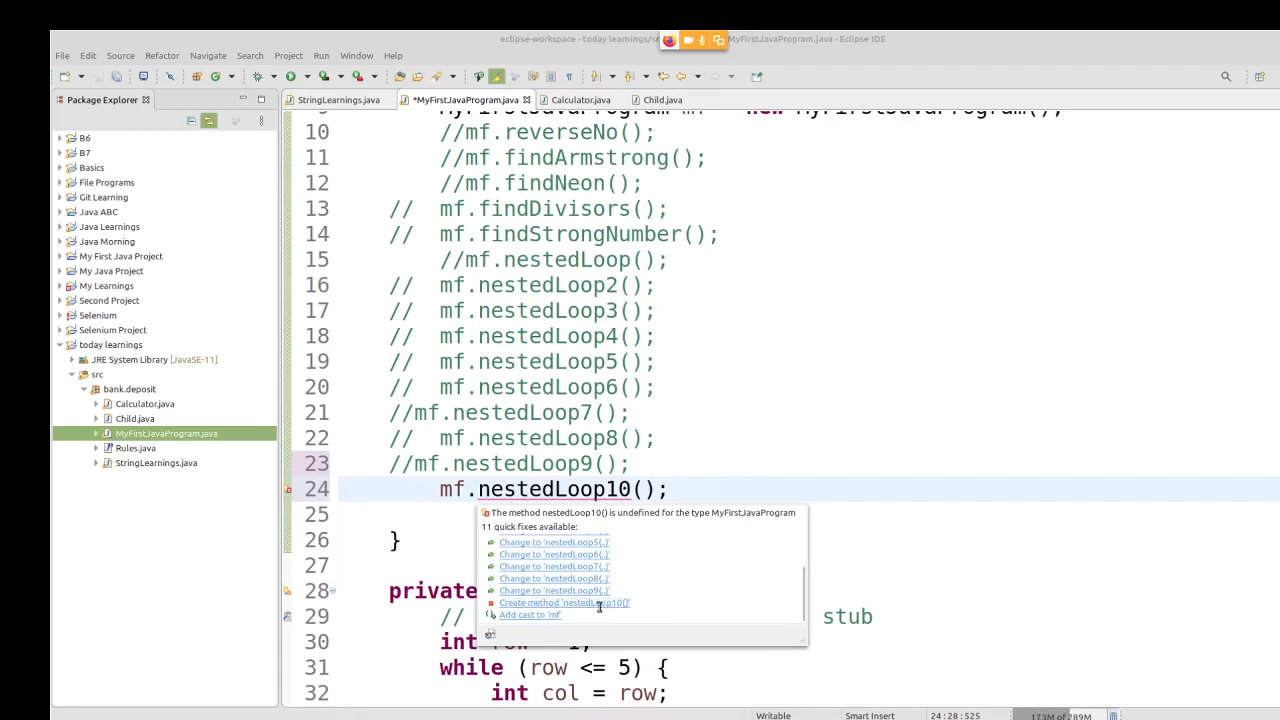 eclipse-workspace - today learnings/s MyFirstJavaProgram.java - Eclipse IDE
File Edit Source Refactor Navigate Search Project Run Window Help
Package Explorer
StringLearnings.java *MyFirstJavaProgram.java Calculator.java Child.java
B6
B7
Basics
File Programs
Git Learning
Java ABC
Java Learnings
Java Morning
My First Java Project
My Java Project
My Learnings
Second Project
Selenium
Selenium Project
today learnings
JRE System Library [JavaSE-11]
src
bank.deposit
Calculator.java
Child.java
MyFirstJavaProgram.java
Rules.java
StringLearnings.java
10 //mf.reverseNo();
11 //mf.findArmstrong();
12 //mf.findNeon();
13 // mf.findDivisors();
14 // mf.findStrongNumber();
15 //mf.nestedLoop();
16 // mf.nestedLoop2();
17 // mf.nestedLoop3();
18 // mf.nestedLoop4();
19 // mf.nestedLoop5();
20 // mf.nestedLoop6();
21 //mf.nestedLoop7();
22 // mf.nestedLoop8();
23 //mf.nestedLoop9();
24 mf.nestedLoop10();
25
26 }
27
28 private
29 // stub
30 int row
31 while (row <= 5) {
32 int col = row;
The method nestedLoop10() is undefined for the type MyFirstJavaProgram
11 quick fixes available:
Change to 'nestedLoop5(..)'
Change to 'nestedLoop6(..)'
Change to 'nestedLoop7(..)'
Change to 'nestedLoop8(..)'
Change to 'nestedLoop9(..)'
Create method 'nestedLoop10()'
Add cast to 'mf'
Writable Smart Insert 24 : 28 : 525 173M of 289M